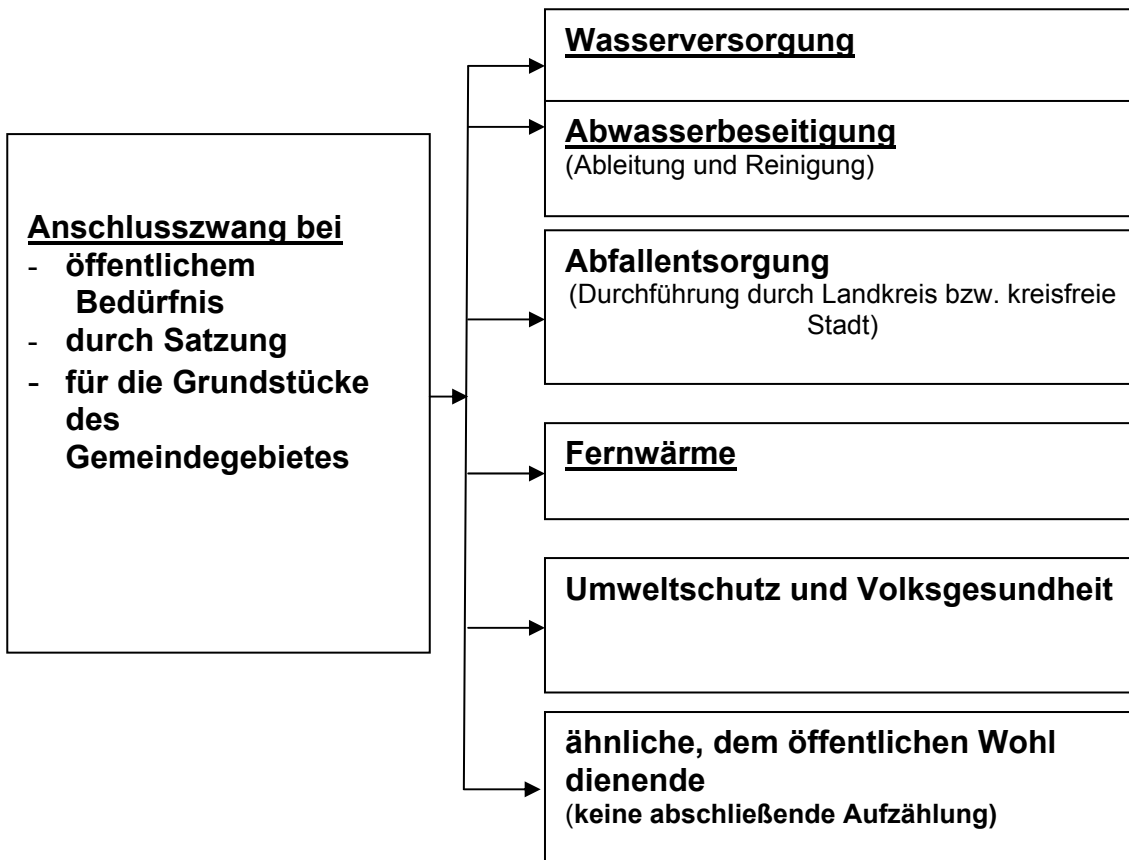 Anschlusszwang bei
- öffentlichem
Bedürfnis
- durch Satzung
- für die Grundstücke
des
Gemeindegebietes
Wasserversorgung
Abwasserbeseitigung
(Ableitung und Reinigung)
Abfallentsorgung
(Durchführung durch Landkreis bzw. kreisfreie
Stadt)
Fernwärme
Umweltschutz und Volksgesundheit
ähnliche, dem öffentlichen Wohl
dienende
(keine abschließende Aufzählung)